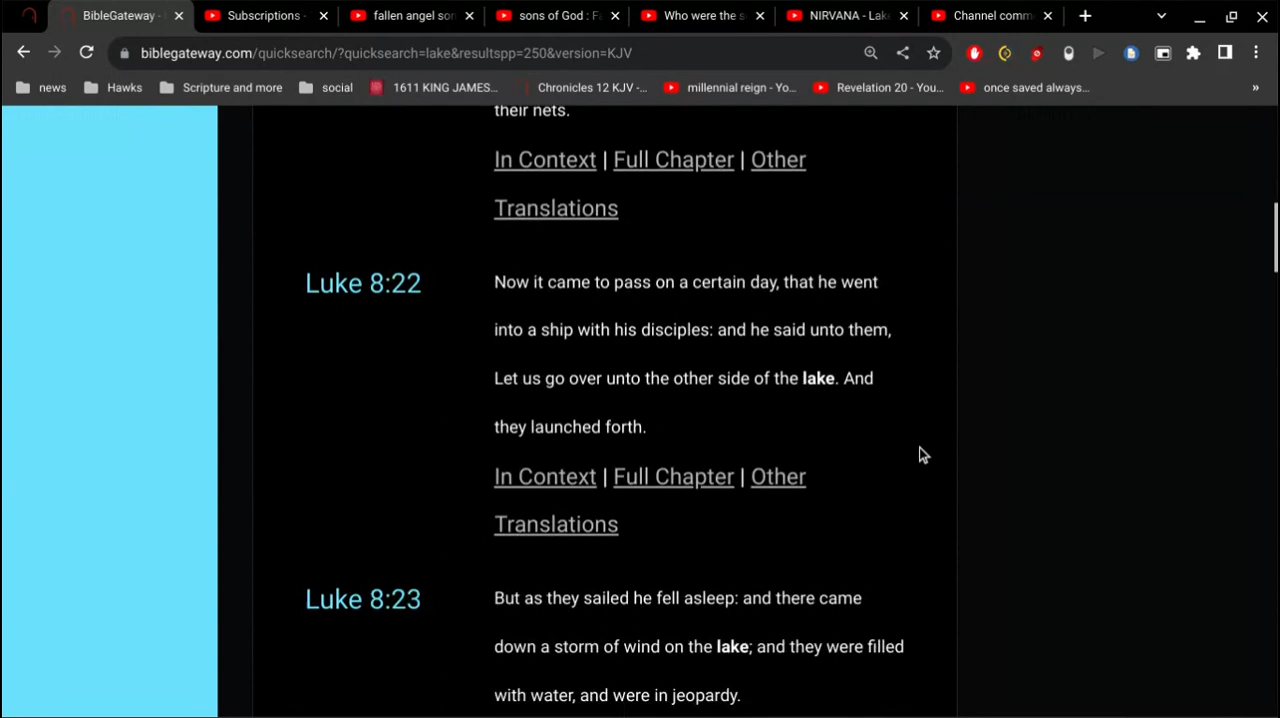 BibleGateway -
Subscriptions -
fallen angel son
sons of God : Fa
Who were the s
NIRVANA - Lak
Channel comm
biblegateway.com/quicksearch/?quicksearch=lake&resultspp=250&version=KJV
news
Hawks
Scripture and more
social
1611 KING JAMES...
Chronicles 12 KJV -...
millennial reign - Yo...
Revelation 20 - You...
once saved always...
»
their nets.
In Context | Full Chapter | Other
Translations
Luke 8:22
Now it came to pass on a certain day, that he went
into a ship with his disciples: and he said unto them,
Let us go over unto the other side of the lake. And
they launched forth.
In Context | Full Chapter | Other
Translations
Luke 8:23
But as they sailed he fell asleep: and there came
down a storm of wind on the lake; and they were filled
with water, and were in jeopardy.